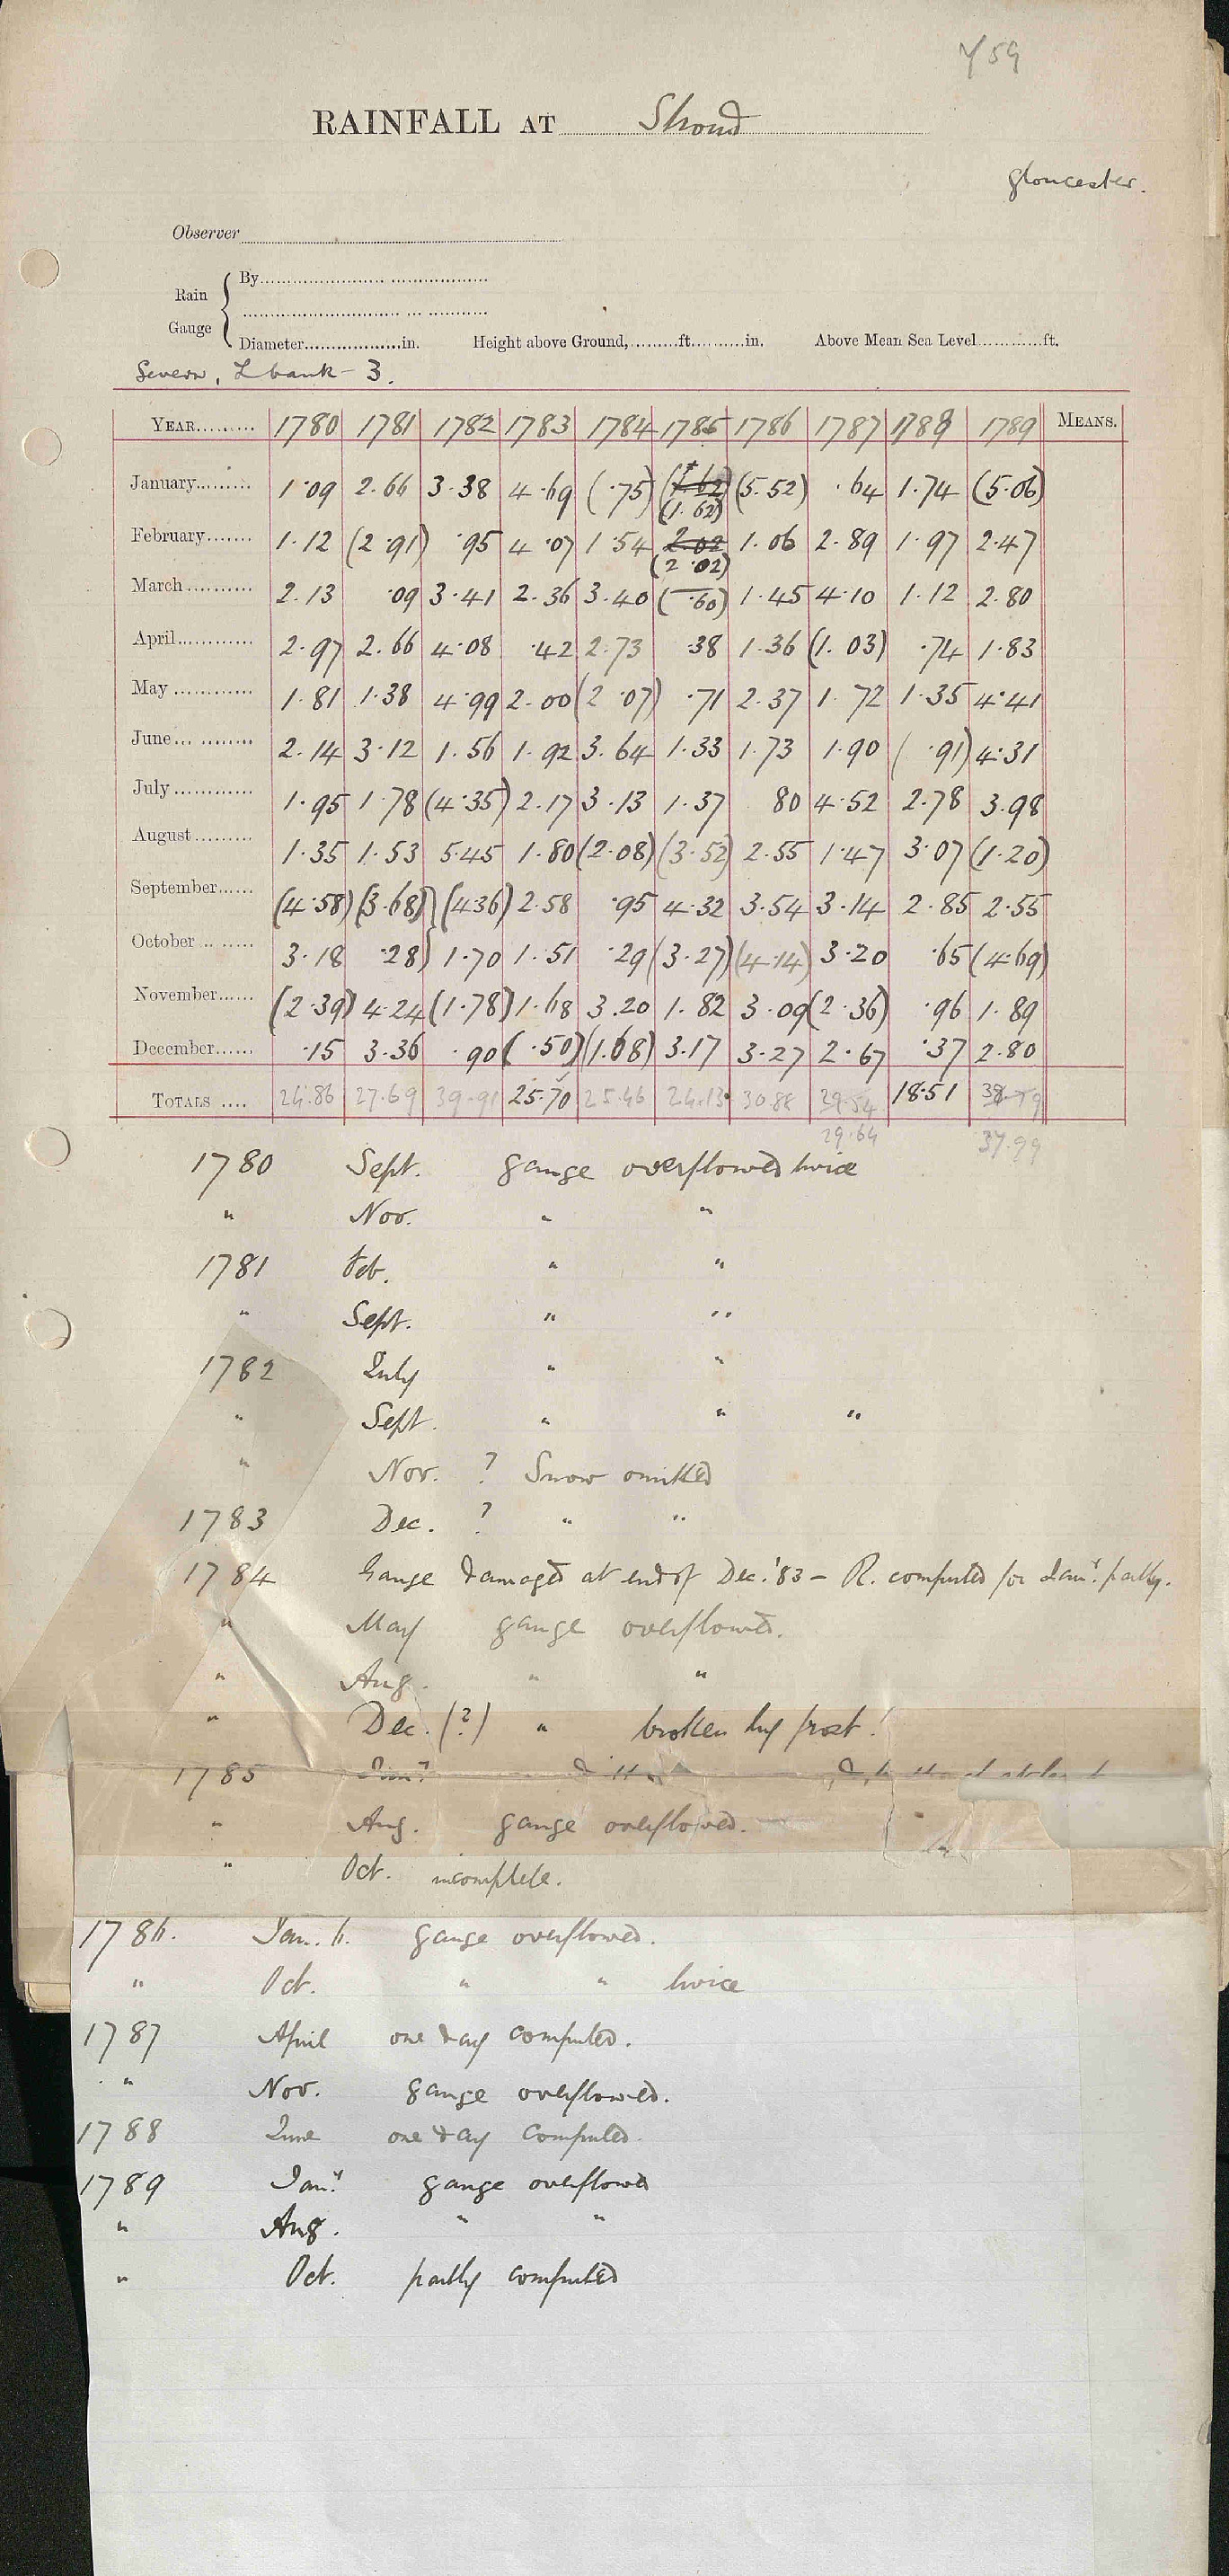 759
RAINFALL AT Stroud
Gloucester.
Observer
Rain Gauge { By
Diameter in. Height above Ground, ft. in. Above Mean Sea Level ft.
Severn, L bank - 3.
YEAR 1780 1781 1782 1783 1784 1785 1786 1787 1788 1789 MEANS.
January 1.09 2.66 3.38 4.69 (.75) (1.62) (5.52) .64 1.74 (5.06)
(1.62)
February 1.12 (2.91) .95 4.07 1.54 2.02 1.06 2.89 1.97 2.47
(2.02)
March 2.13 .09 3.41 2.36 3.40 (.60) 1.45 4.10 1.12 2.80
April 2.97 2.66 4.08 .42 2.73 .38 1.36 (1.03) .74 1.83
May 1.81 1.38 4.99 2.00 (2.07) .71 2.37 1.72 1.35 4.41
June 2.14 3.12 1.56 1.92 3.64 1.33 1.73 1.90 (.91) 4.31
July 1.95 1.78 (4.35) 2.17 3.13 1.37 80 4.52 2.78 3.98
August 1.35 1.53 5.45 1.80 (2.08) (3.52) 2.55 1.47 3.07 (1.20)
September (4.58) (3.68)} (4.36) 2.58 .95 4.32 3.54 3.14 2.85 2.55
October 3.18 .28} 1.70 1.51 .29 (3.27) (4.14) 3.20 .65 (4.69)
November (2.39) 4.24 (1.78) 1.68 3.20 1.82 3.09 (2.36) .96 1.89
December .15 3.36 .90 (.50) (1.68) 3.17 3.27 2.67 .37 2.80
TOTALS 24.86 27.69 39.91 25.70 25.46 24.13 30.88 29.54 18.51
29.64 37.99
1780 Sept. gauge overflowed twice
" Nov. " "
1781 Feb. " "
" Sept. " "
1782 July " "
" Sept. " " "
" Nov. ? Snow omitted
1783 Dec. ? " "
1784 Gauge damaged at end of Dec. '83 - R. computed for Jany. partly.
" May gauge overflowed.
" Aug. " "
" Dec. (?) " broken by frost!
1785 Jany
" Aug. gauge overflowed.
" Oct. incomplete.
1786. Jan. 6. gauge overflowed.
" Oct. " " twice
1787 April one day computed.
" Nov. gauge overflowed.
1788 June one day computed.
1789 Jany gauge overflowed
" Aug. " "
" Oct. partly computed